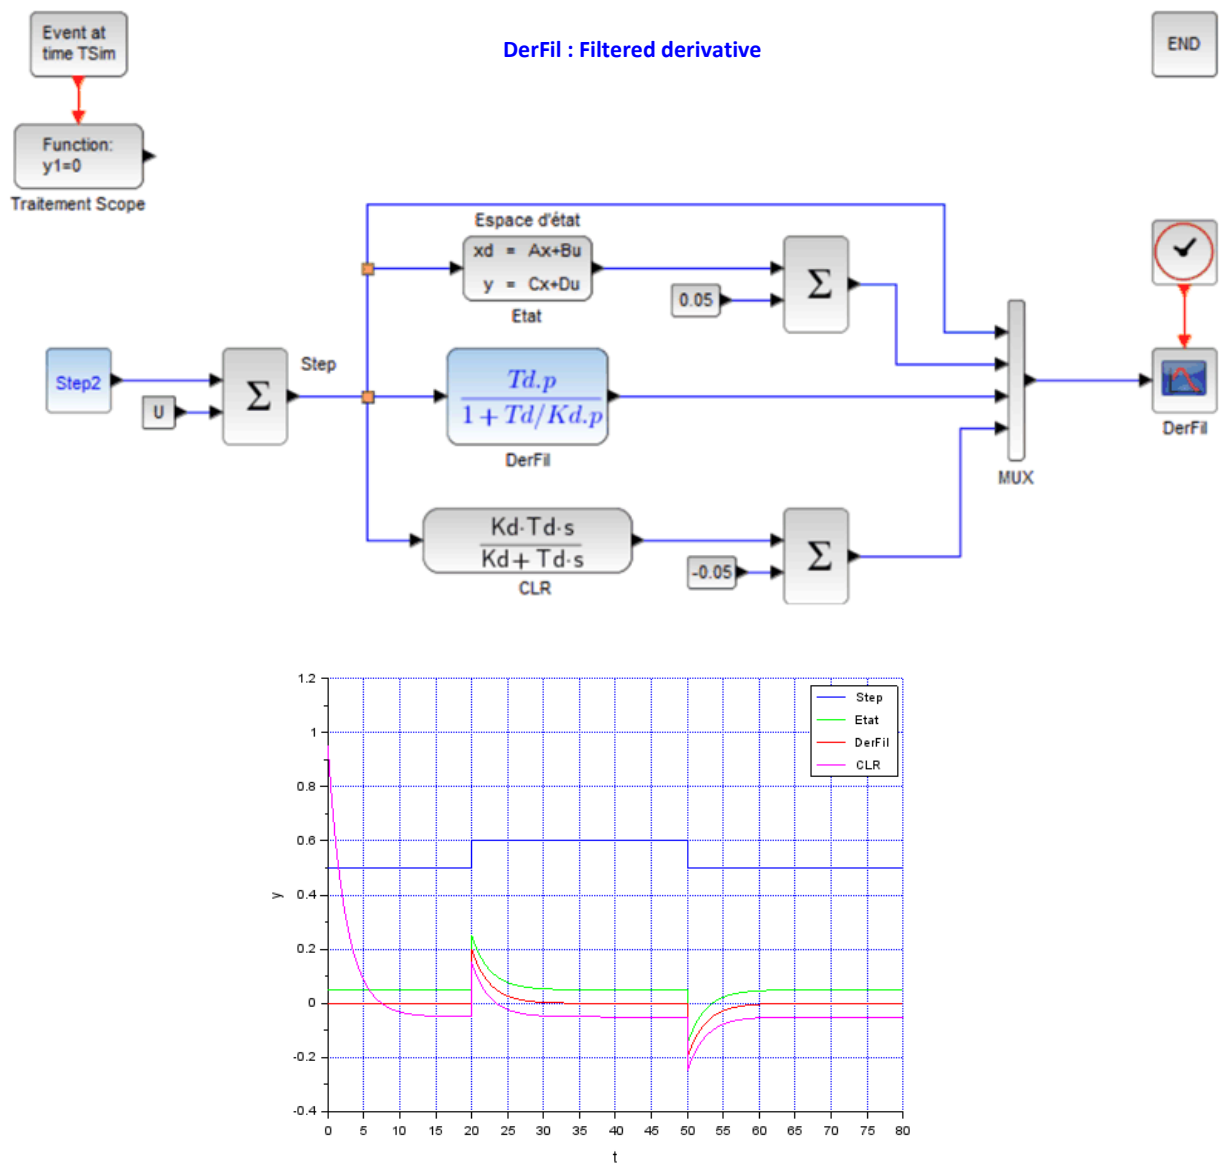 Event at
time TSim
DerFil : Filtered derivative
END
Function:
y1=0
Traitement Scope
Espace d'état
xd = Ax+Bu
y = Cx+Du
Etat
0.05
Σ
Step2
U
Σ
Step
Td.p
1 + Td/Kd.p
DerFil
MUX
DerFil
Kd·Td·s
Kd+Td·s
CLR
-0.05
Σ
1.2
1
0.8
0.6
0.4
0.2
0
-0.2
-0.4
y
Step
Etat
DerFil
CLR
0 5 10 15 20 25 30 35 40 45 50 55 60 65 70 75 80
t